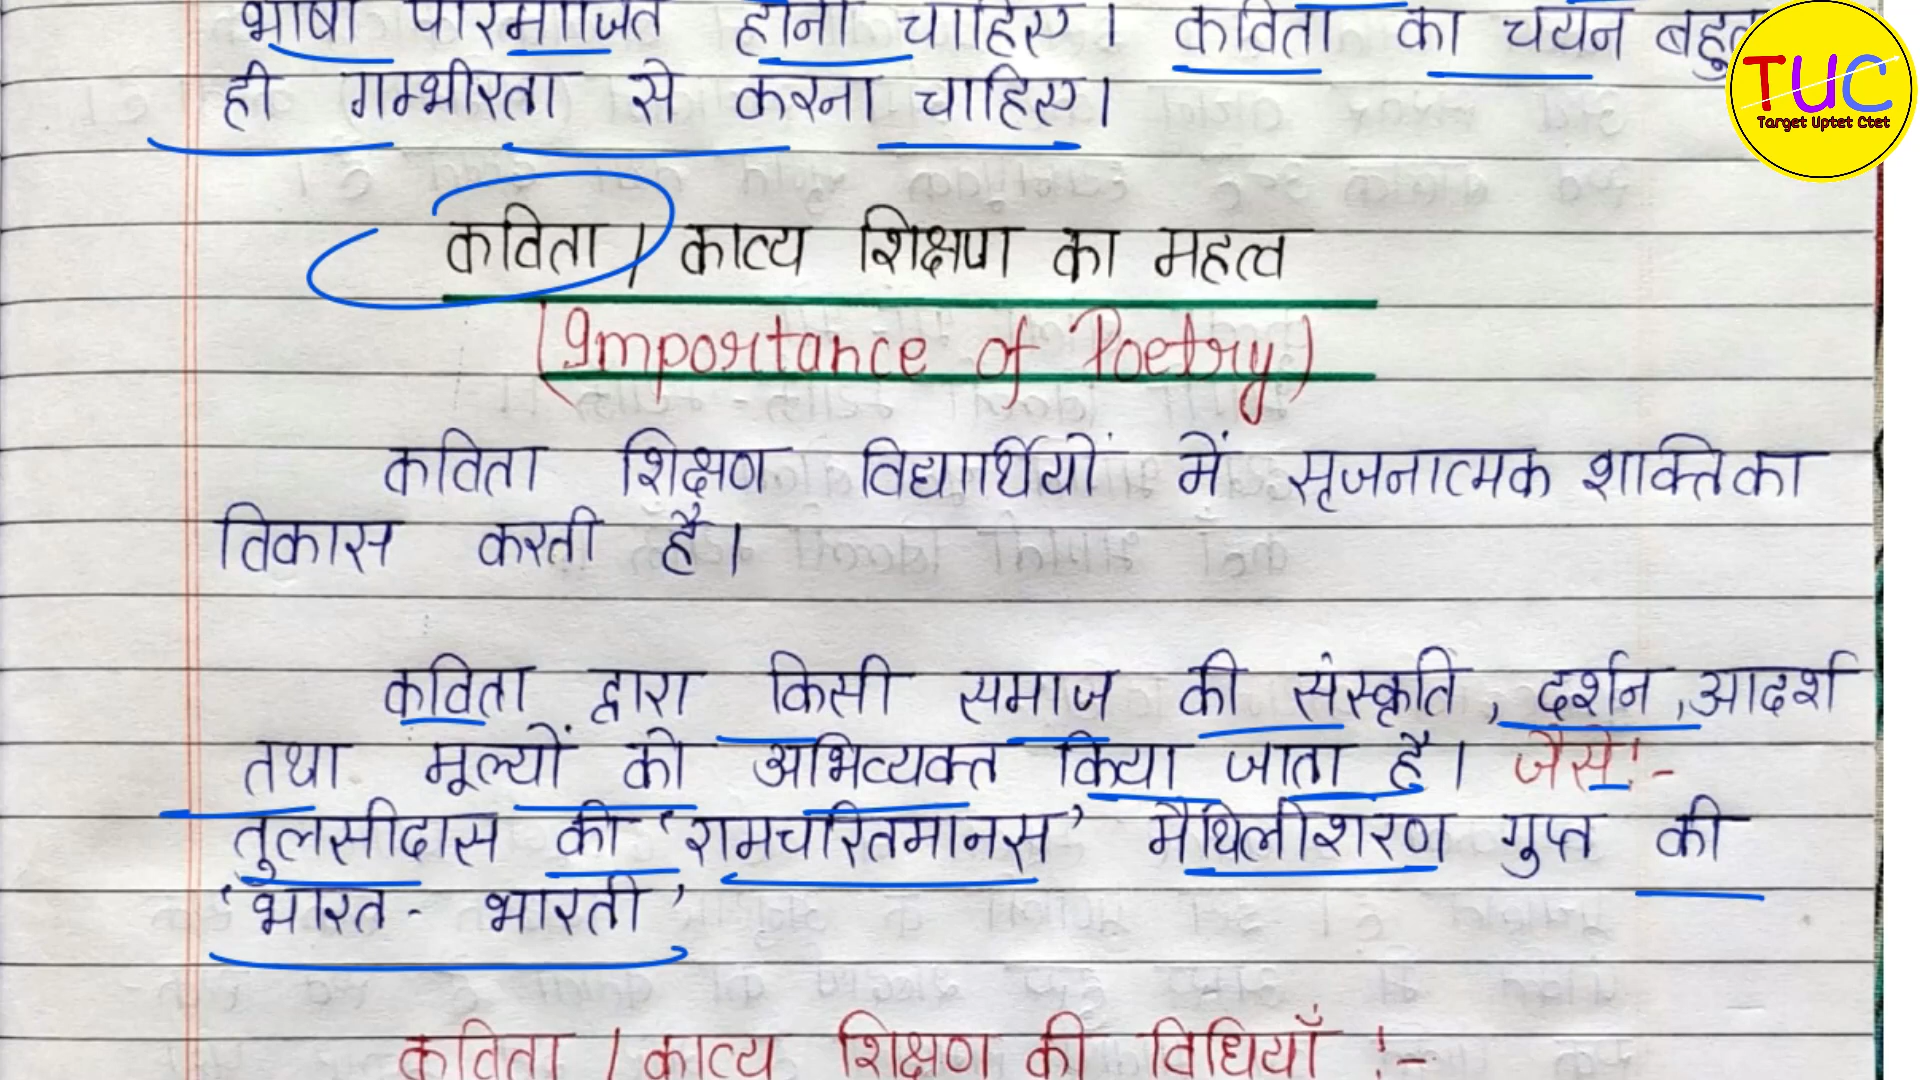 भाषा परिमार्जित होना चाहिए। कविता का चयन बहुत
ही गम्भीरता से करना चाहिए।
TUC
Target Uptet Ctet
कविता / काव्य शिक्षण का महत्व
(Importance of Poetry)
कविता शिक्षण विद्यार्थियों में सृजनात्मक शक्ति का
विकास करती है।
कविता द्वारा किसी समाज की संस्कृति, दर्शन, आदर्श
तथा मूल्यों को अभिव्यक्त किया जाता है। जैसे:-
तुलसीदास की 'रामचरितमानस' मैथिलीशरण गुप्त की
'भारत - भारती'
कविता / काव्य शिक्षण की विधियाँ :-